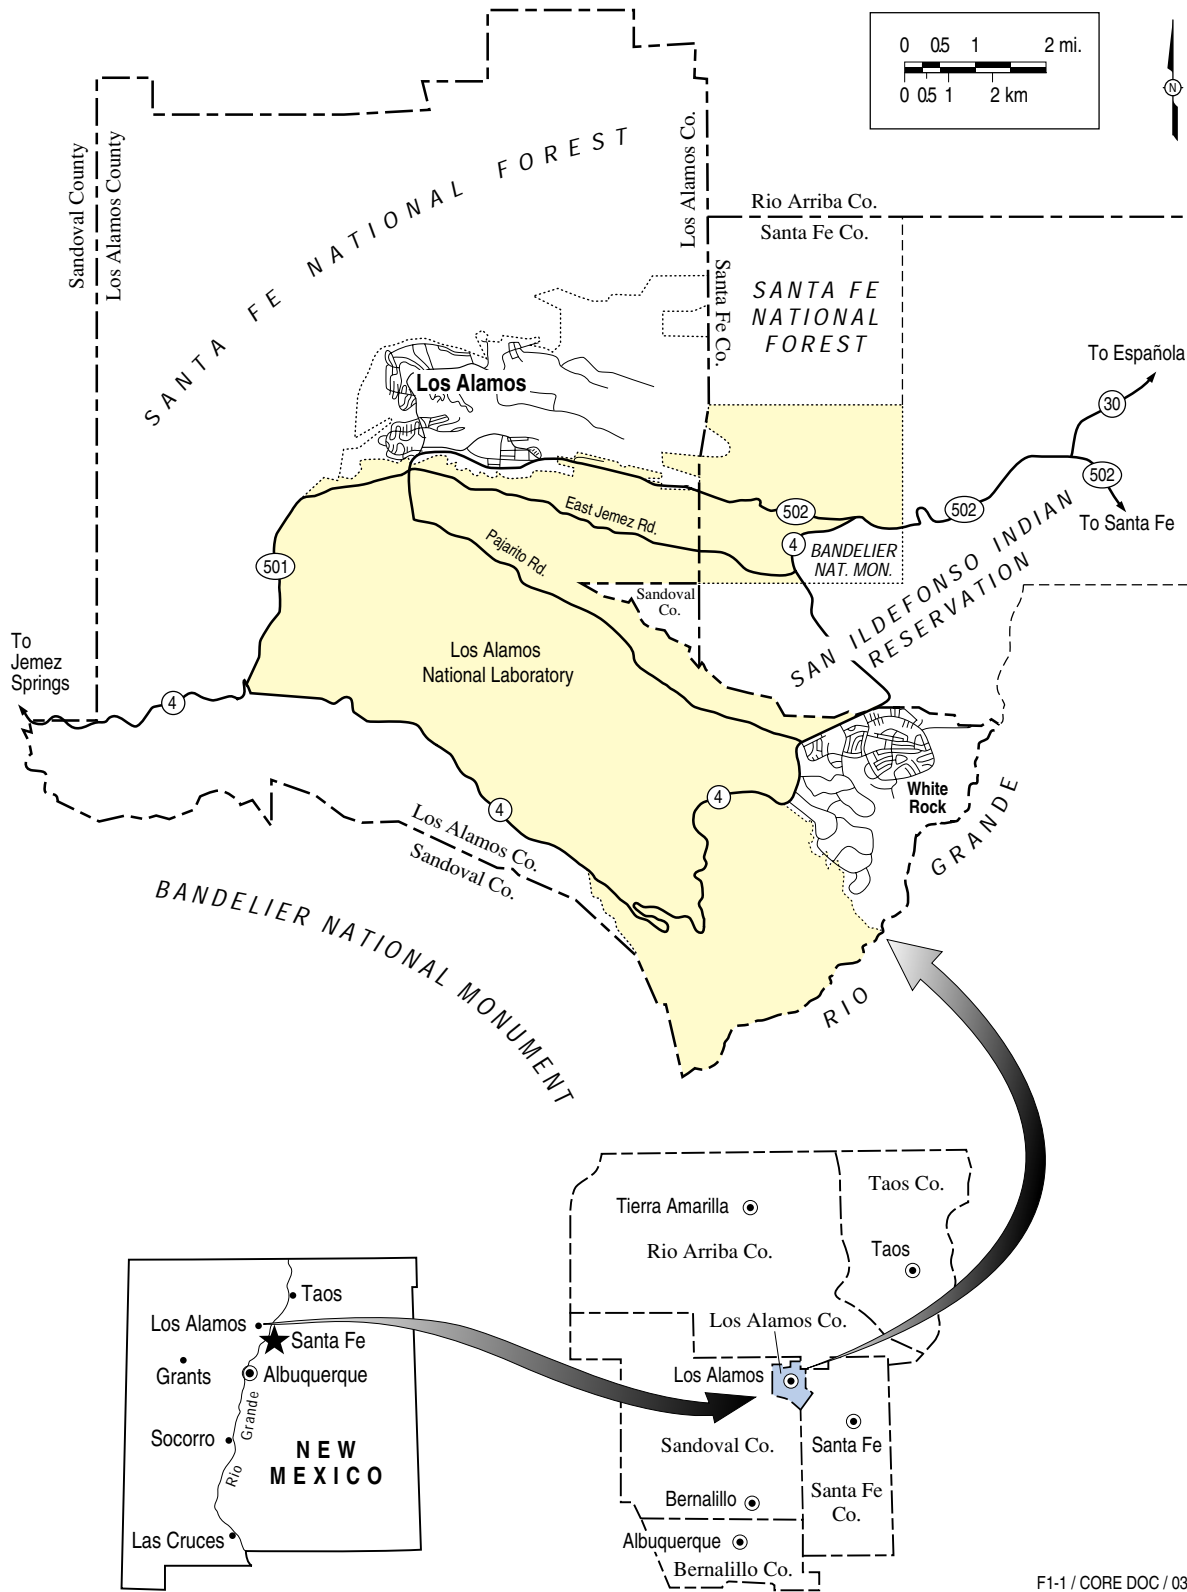 0 0.5 1 2 mi.
0 0.5 1 2 km
N
Sandoval County
Los Alamos County
SANTA FE NATIONAL FOREST
Los Alamos Co.
Santa Fe Co.
Rio Arriba Co.
Santa Fe Co.
SANTA FE
NATIONAL
FOREST
To Española
30
Los Alamos
502
502
502
To Santa Fe
East Jemez Rd.
Pajarito Rd.
4
BANDELIER
NAT. MON.
501
Sandoval
Co.
SAN ILDEFONSO INDIAN
RESERVATION
Los Alamos
National Laboratory
To
Jemez
Springs
4
4
4
White
Rock
Los Alamos Co.
Sandoval Co.
RIO GRANDE
BANDELIER NATIONAL MONUMENT
Taos Co.
Tierra Amarilla
Rio Arriba Co.
Taos
Los Alamos Co.
Los Alamos
Sandoval Co.
Santa Fe
Santa Fe
Co.
Bernalillo
Albuquerque
Bernalillo Co.
Taos
Los Alamos
Santa Fe
Grants
Albuquerque
Rio Grande
Socorro
NEW
MEXICO
Las Cruces
F1-1 / CORE DOC / 03